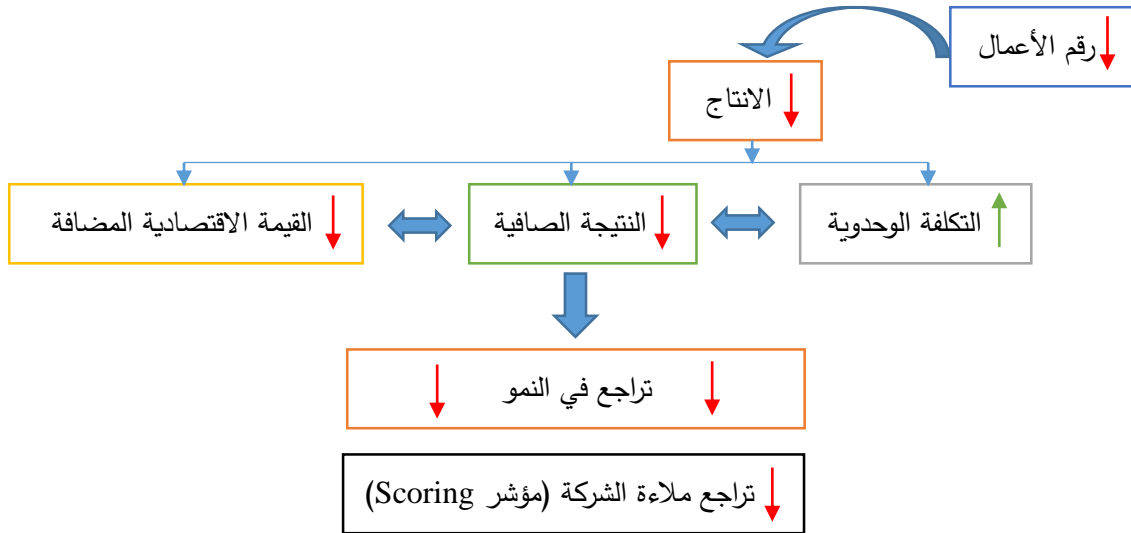 رقم الأعمال
الانتاج
التكلفة الوحدوية
النتيجة الصافية
القيمة الاقتصادية المضافة
تراجع في النمو
تراجع ملاءة الشركة (مؤشر Scoring)